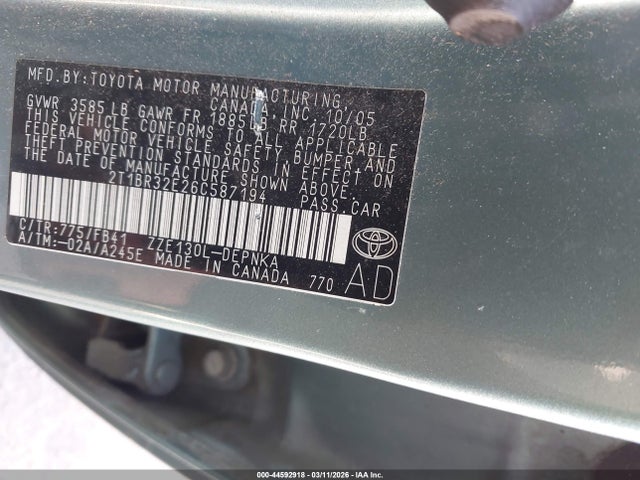 MFD. BY: TOYOTA MOTOR MANUFACTURING
CANADA, INC. 10/05
GVWR 3585 LB GAWR FR 1885 LB RR 1720LB
THIS VEHICLE CONFORMS TO ALL APPLICABLE
FEDERAL MOTOR VEHICLE SAFETY BUMPER AND
THEFT PREVENTION STANDARDS IN EFFECT ON
THE DATE OF MANUFACTURE SHOWN ABOVE.
2T1BR32E26C587194 PASS CAR
C/TR:775/FB41 ZZE130L-DEPNKA
A/TM:-02A/A245E MADE IN CANADA 770
AD
000-44592918 - 03/11/2026 - IAAI Inc.